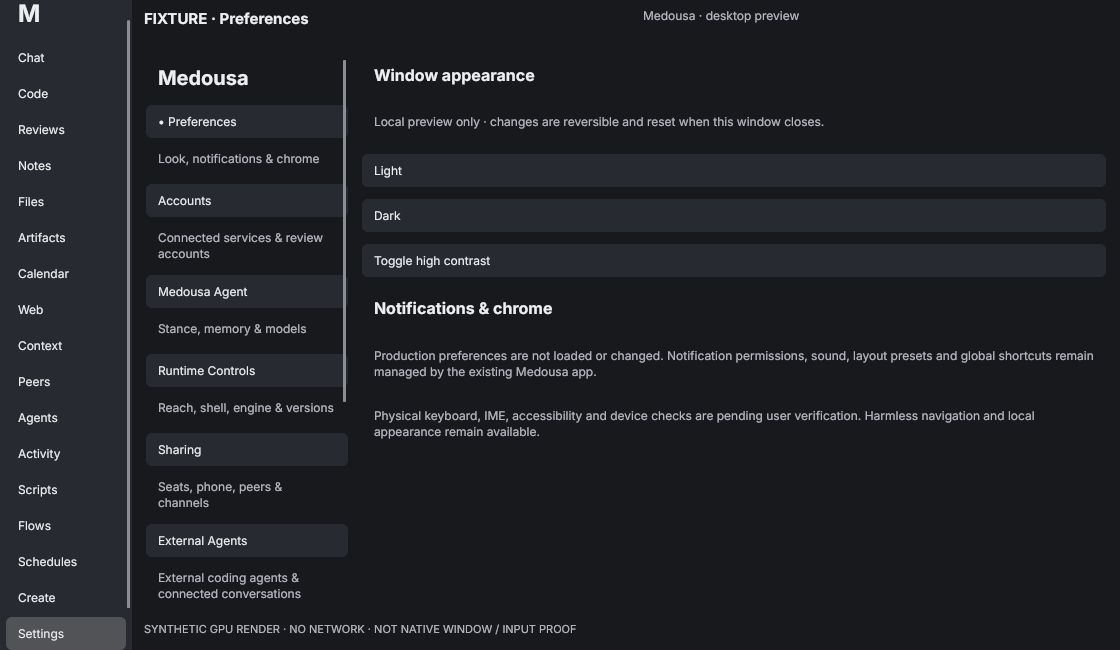 M
Chat
Code
Reviews
Notes
Files
Artifacts
Calendar
Web
Context
Peers
Agents
Activity
Scripts
Flows
Schedules
Create
Settings
FIXTURE · Preferences
Medousa · desktop preview
Medousa
• Preferences
Look, notifications & chrome
Accounts
Connected services & review
accounts
Medousa Agent
Stance, memory & models
Runtime Controls
Reach, shell, engine & versions
Sharing
Seats, phone, peers &
channels
External Agents
External coding agents &
connected conversations
Window appearance
Local preview only · changes are reversible and reset when this window closes.
Light
Dark
Toggle high contrast
Notifications & chrome
Production preferences are not loaded or changed. Notification permissions, sound, layout presets and global shortcuts remain
managed by the existing Medousa app.
Physical keyboard, IME, accessibility and device checks are pending user verification. Harmless navigation and local
appearance remain available.
SYNTHETIC GPU RENDER · NO NETWORK · NOT NATIVE WINDOW / INPUT PROOF